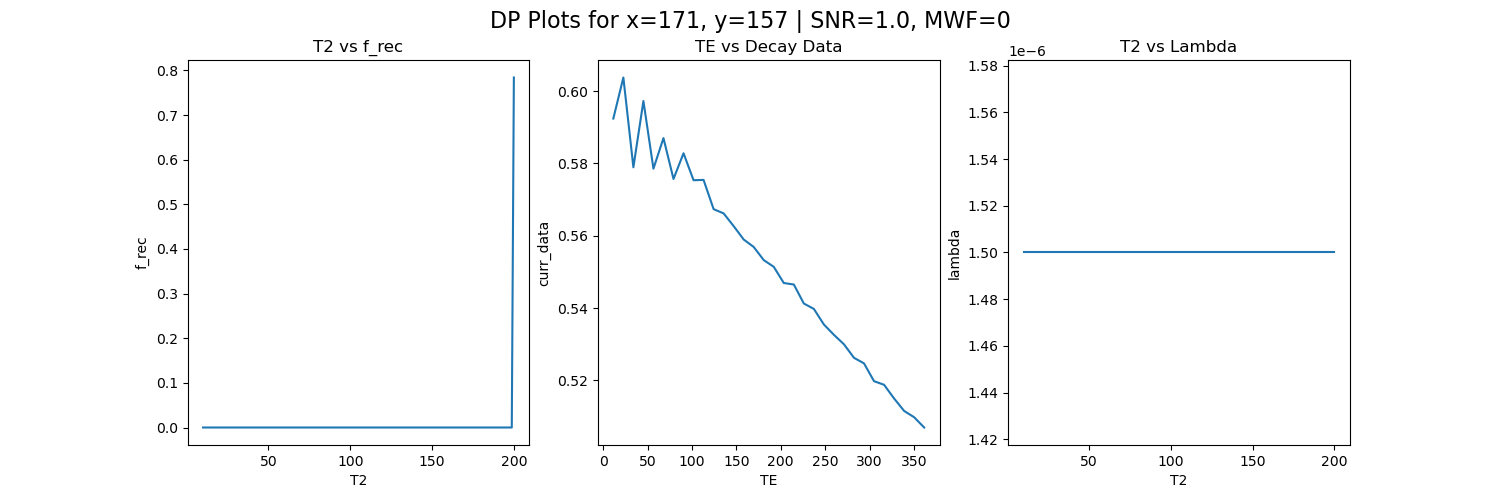 DP Plots for x=171, y=157 | SNR=1.0, MWF=0
T2 vs f_rec
0.8
0.7
0.6
0.5
0.4
0.3
0.2
0.1
0.0
f_rec
50 100 150 200
T2
TE vs Decay Data
0.60
0.58
0.56
0.54
0.52
curr_data
0 50 100 150 200 250 300 350
TE
T2 vs Lambda
1e−6
1.58
1.56
1.54
1.52
1.50
1.48
1.46
1.44
1.42
lambda
50 100 150 200
T2